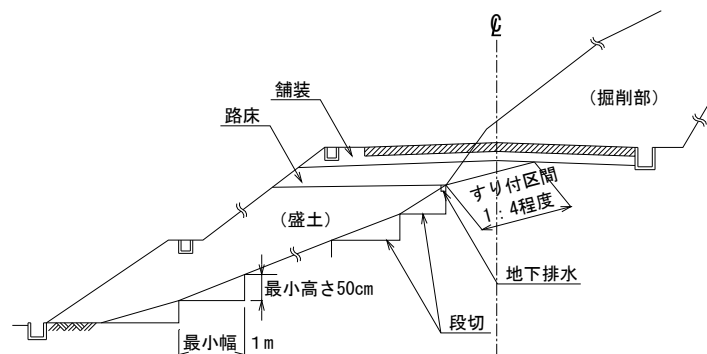 ℄
(掘削部)
舗装
路床
すり付区間
1:4程度
(盛土)
地下排水
最小高さ50cm
段切
最小幅 1m